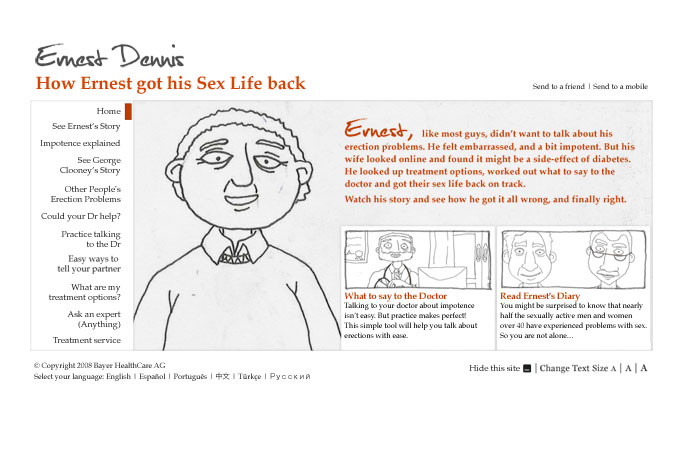 Ernest Dennis
How Ernest got his Sex Life back
Send to a friend | Send to a mobile
Home
See Ernest's Story
Impotence explained
See George
Clooney's Story
Other People's
Erection Problems
Could your Dr help?
Practice talking
to the Dr
Easy ways to
tell your partner
What are my
treatment options?
Ask an expert
(Anything)
Treatment service
Ernest, like most guys, didn't want to talk about his
erection problems. He felt embarrassed, and a bit impotent. But his
wife looked online and found it might be a side-effect of diabetes.
He looked up treatment options, worked out what to say to the
doctor and got their sex life back on track.
Watch his story and see how he got it all wrong, and finally right.
What to say to the Doctor
Talking to your doctor about impotence
isn't easy. But practice makes perfect!
This simple tool will help you talk about
erections with ease.
Read Ernest's Diary
You might be surprised to know that nearly
half the sexually active men and women
over 40 have experienced problems with sex.
So you are not alone...
© Copyright 2008 Bayer HealthCare AG
Select your language: English | Español | Português | 中文 | Türkçe | Русский
Hide this site | Change Text Size A | A | A